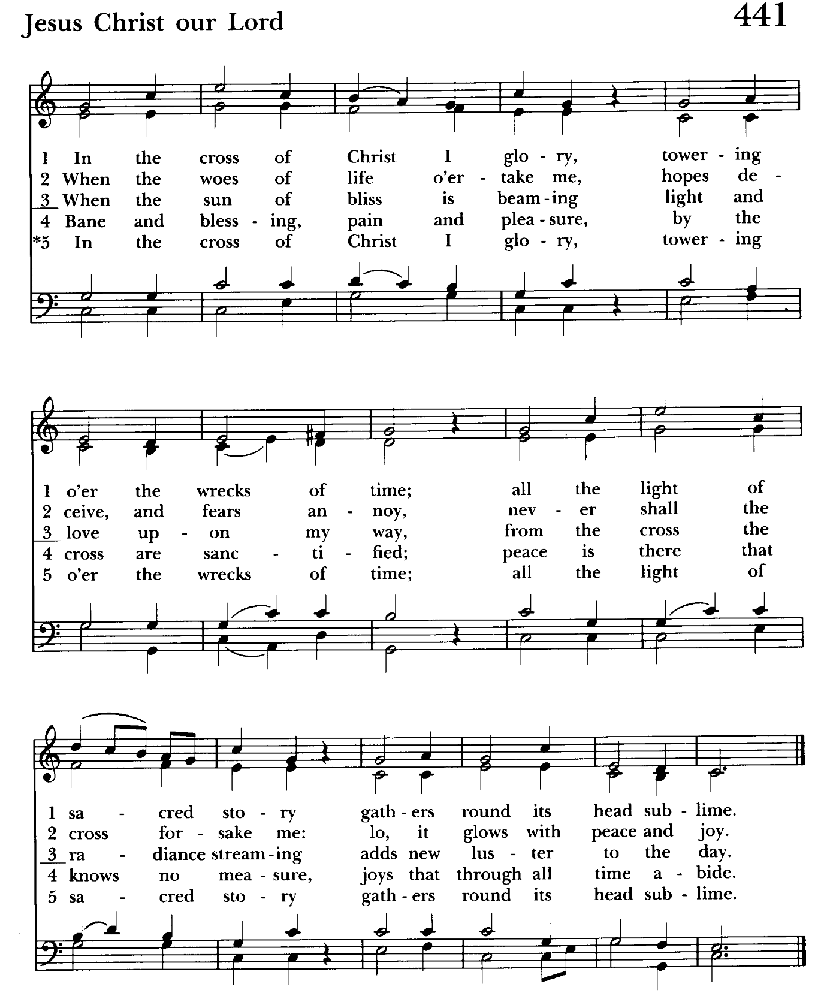 Jesus Christ our Lord 441
1 In the cross of Christ I glo - ry, tower - ing
2 When the woes of life o'er - take me, hopes de -
3 When the sun of bliss is beam - ing light and
4 Bane and bless - ing, pain and plea - sure, by the
*5 In the cross of Christ I glo - ry, tower - ing
1 o'er the wrecks of time; all the light of
2 ceive, and fears an - noy, nev - er shall the
3 love up - on my way, from the cross the
4 cross are sanc - ti - fied; peace is there that
5 o'er the wrecks of time; all the light of
1 sa - cred sto - ry gath - ers round its head sub - lime.
2 cross for - sake me: lo, it glows with peace and joy.
3 ra - diance stream - ing adds new lus - ter to the day.
4 knows no mea - sure, joys that through all time a - bide.
5 sa - cred sto - ry gath - ers round its head sub - lime.